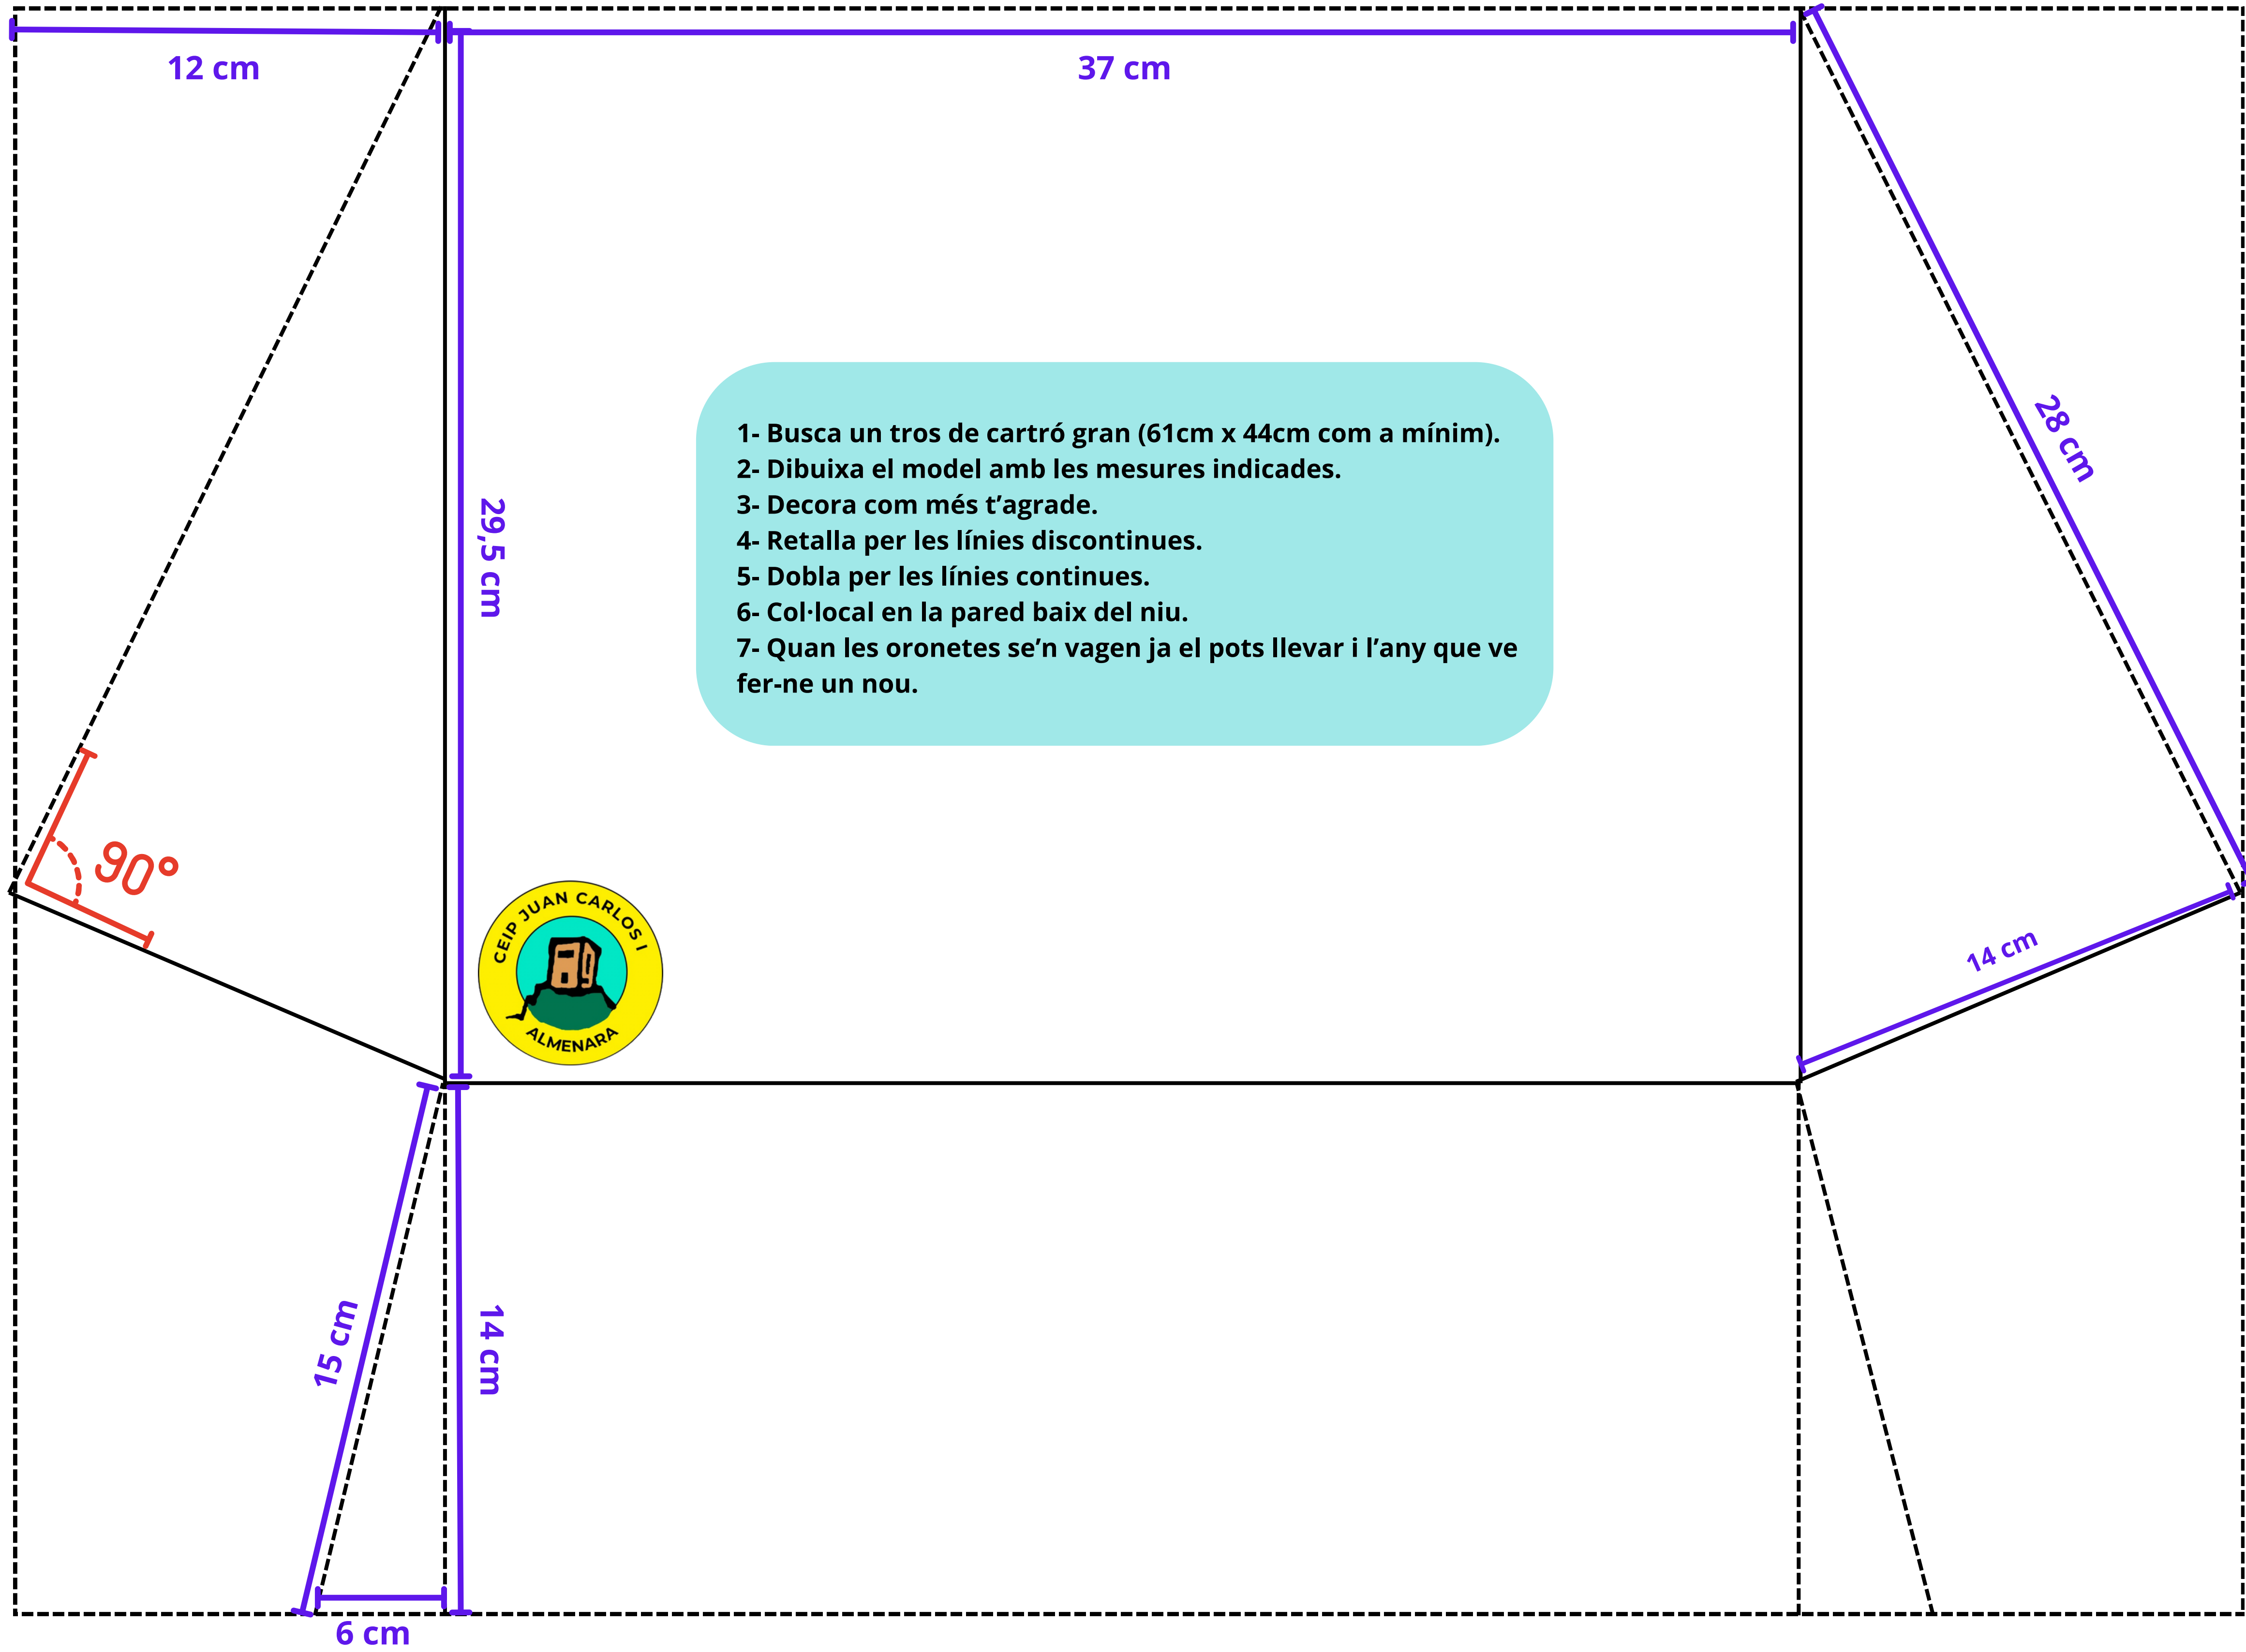 12 cm
37 cm
28 cm
1- Busca un tros de cartró gran (61cm x 44cm com a mínim).
2- Dibuixa el model amb les mesures indicades.
3- Decora com més t’agrade.
4- Retalla per les línies discontinues.
5- Dobla per les línies continues.
6- Col·local en la pared baix del niu.
7- Quan les oronetes se’n vagen ja el pots llevar i l’any que ve
fer-ne un nou.
29,5 cm
90°
CEIP JUAN CARLOS I
ALMENARA
14 cm
15 cm
14 cm
6 cm